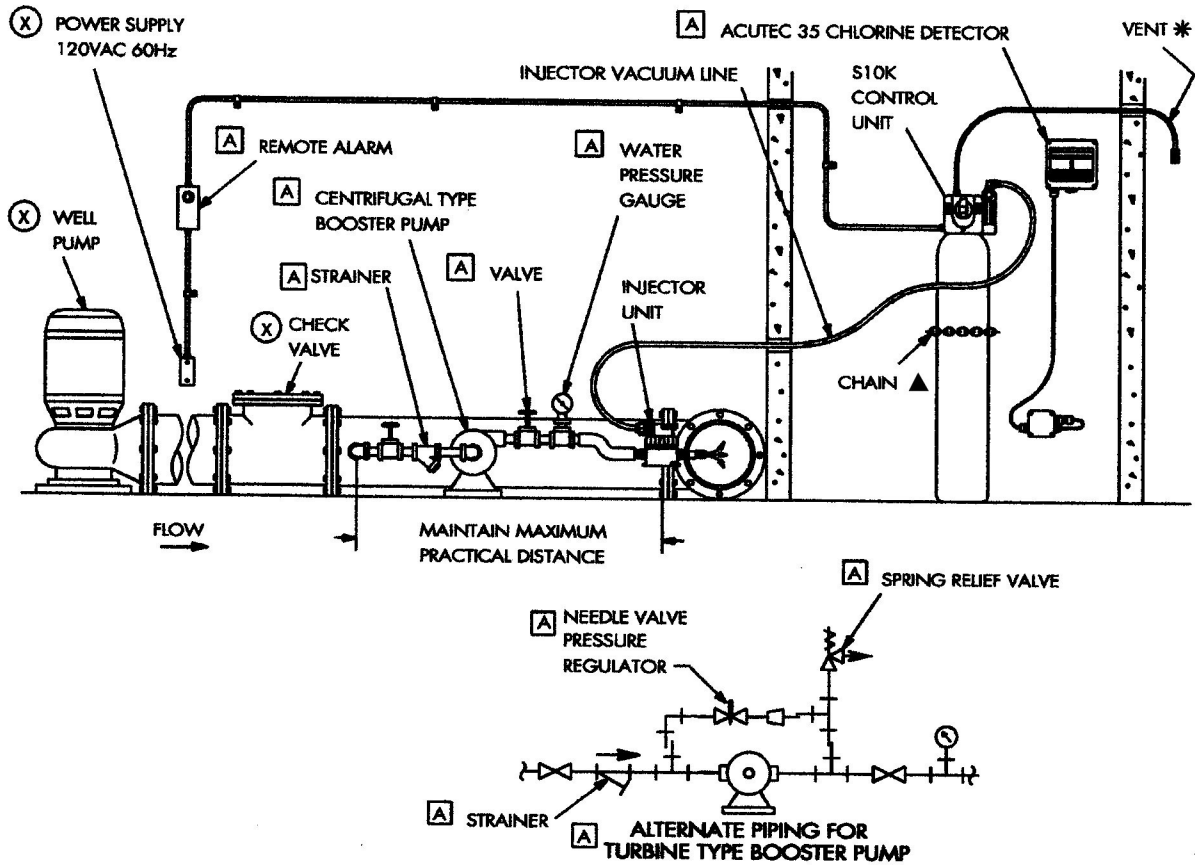 X POWER SUPPLY
120VAC 60Hz
A ACUTEC 35 CHLORINE DETECTOR
VENT *
INJECTOR VACUUM LINE
S10K
CONTROL
UNIT
A REMOTE ALARM
A WATER
PRESSURE
GAUGE
A CENTRIFUGAL TYPE
BOOSTER PUMP
X WELL
PUMP
A STRAINER
A VALVE
INJECTOR
UNIT
X CHECK
VALVE
CHAIN ▲
FLOW
MAINTAIN MAXIMUM
PRACTICAL DISTANCE
A SPRING RELIEF VALVE
A NEEDLE VALVE
PRESSURE
REGULATOR
A STRAINER
A ALTERNATE PIPING FOR
TURBINE TYPE BOOSTER PUMP